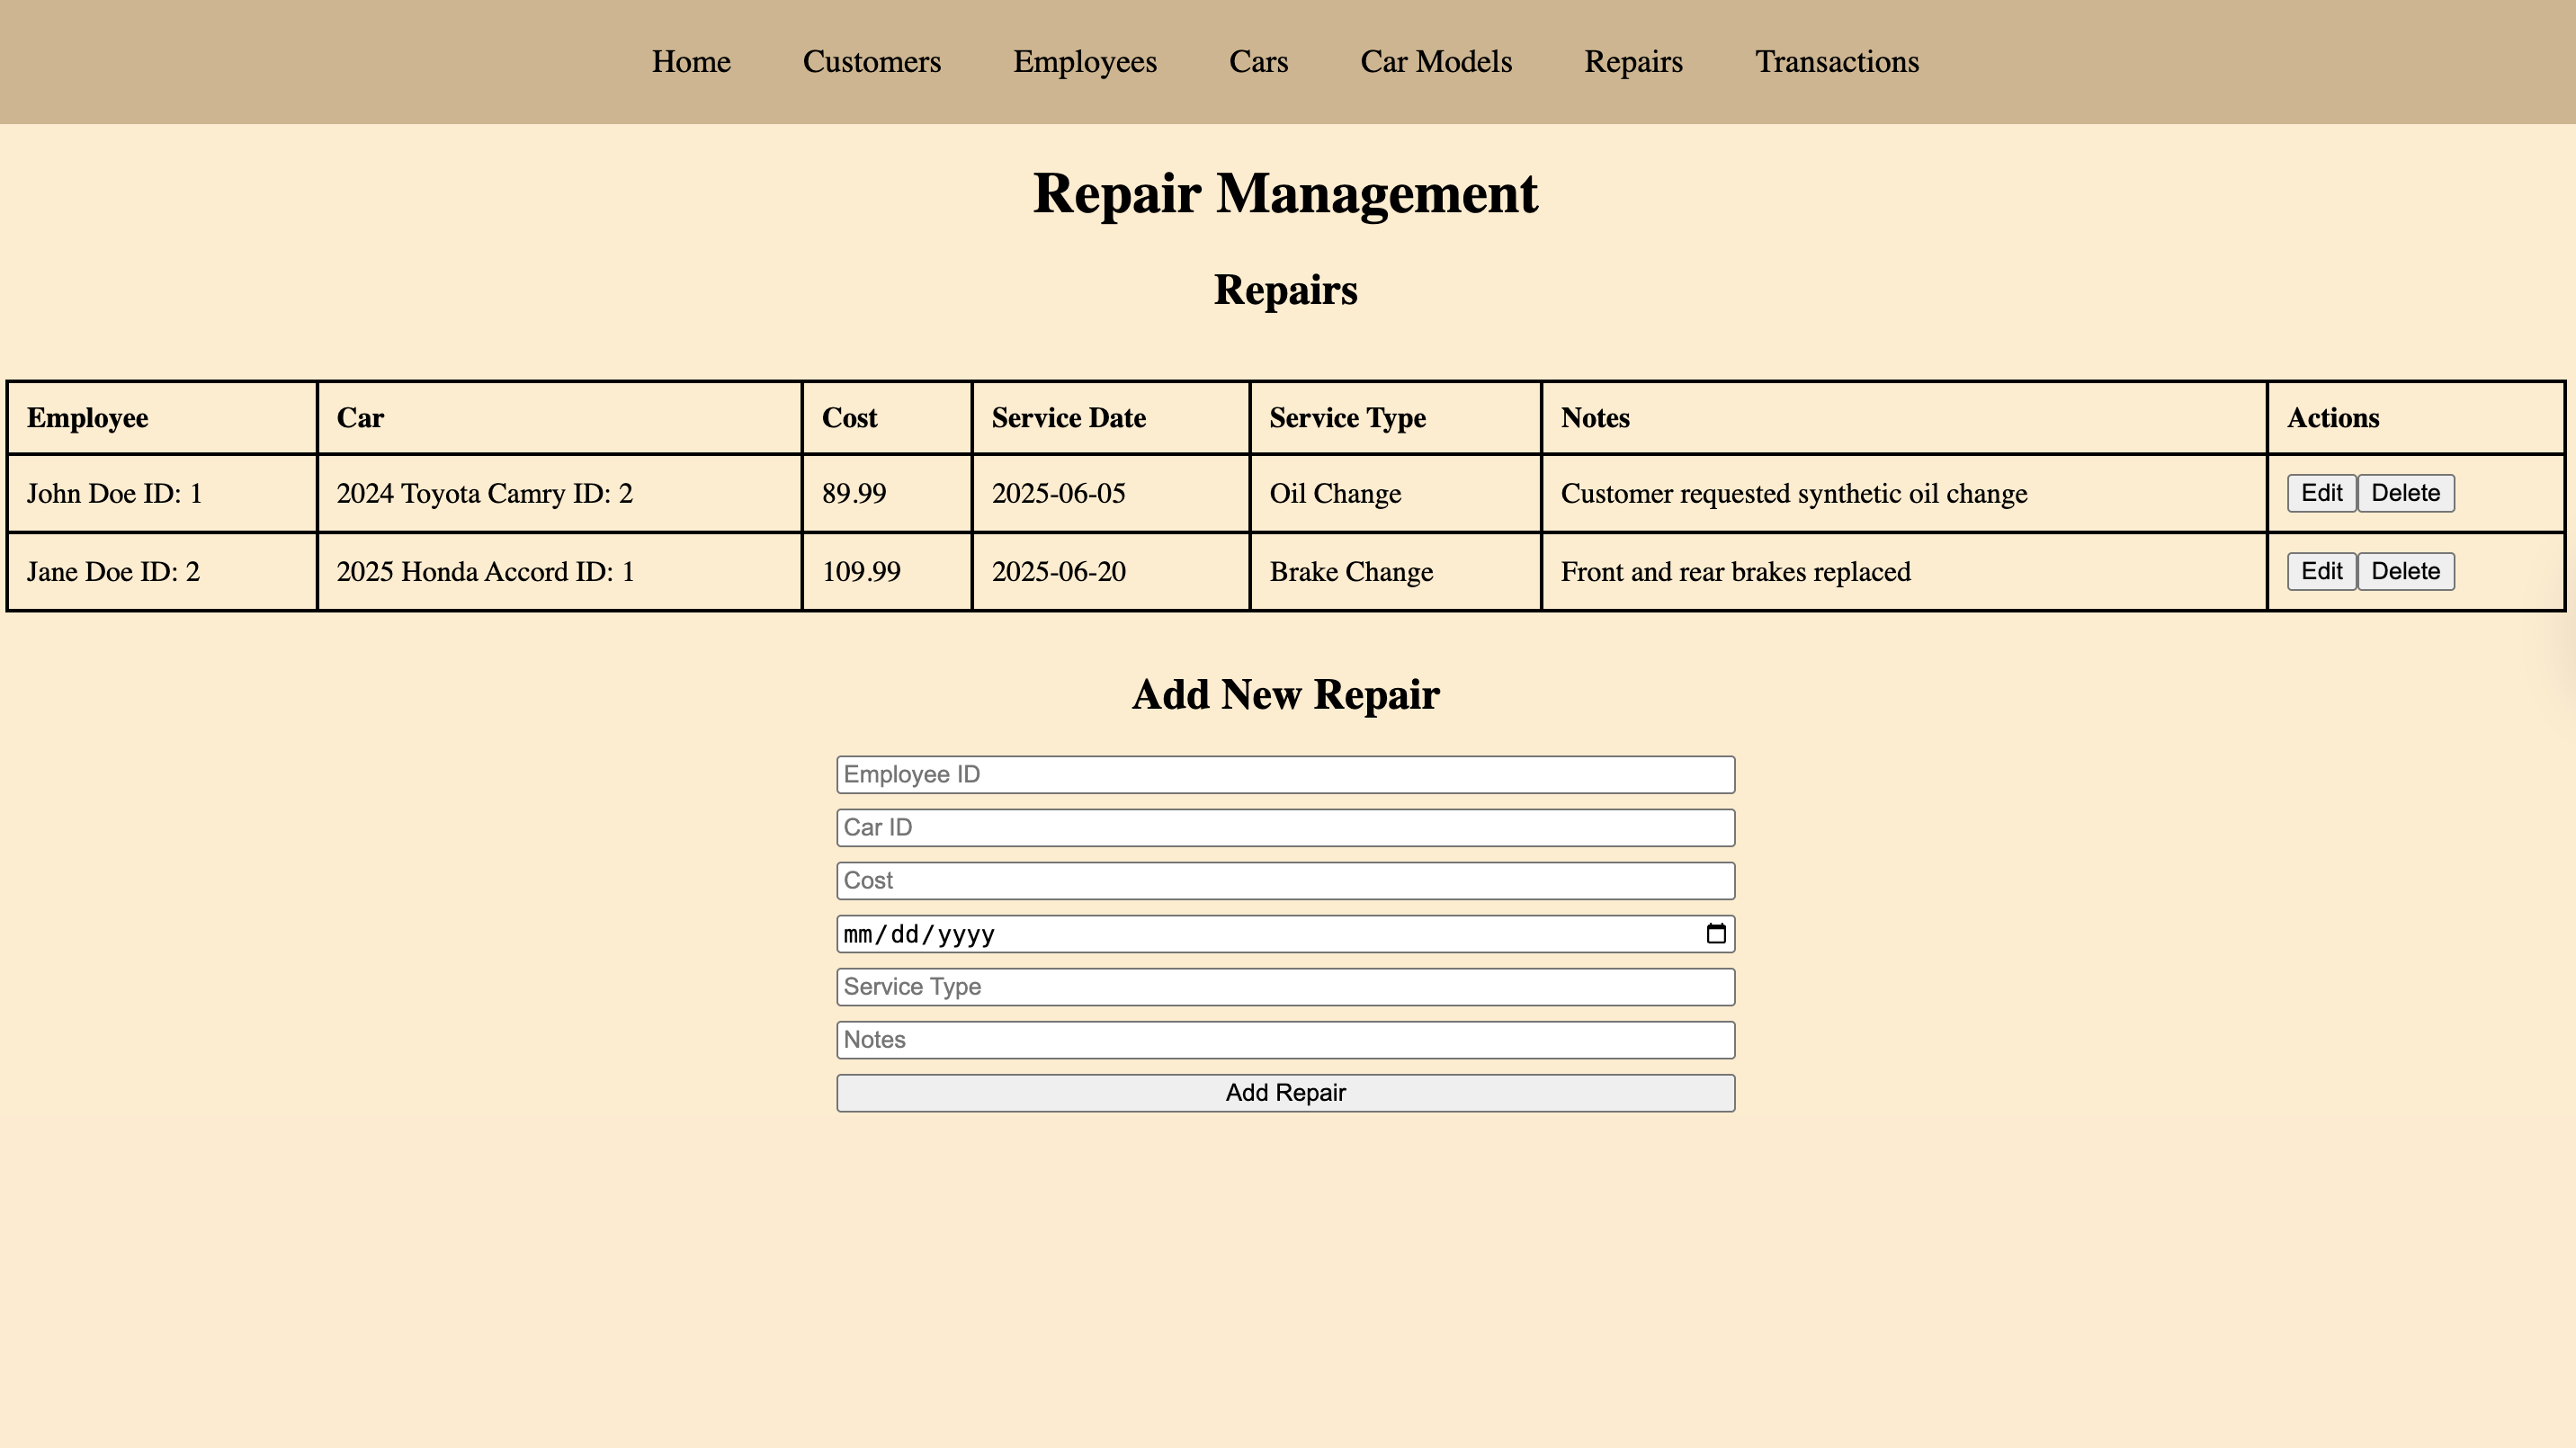 Home Customers Employees Cars Car Models Repairs Transactions
Repair Management
Repairs
Employee Car Cost Service Date Service Type Notes Actions
John Doe ID: 1 2024 Toyota Camry ID: 2 89.99 2025-06-05 Oil Change Customer requested synthetic oil change Edit Delete
Jane Doe ID: 2 2025 Honda Accord ID: 1 109.99 2025-06-20 Brake Change Front and rear brakes replaced Edit Delete
Add New Repair
Employee ID
Car ID
Cost
mm/dd/yyyy
Service Type
Notes
Add Repair